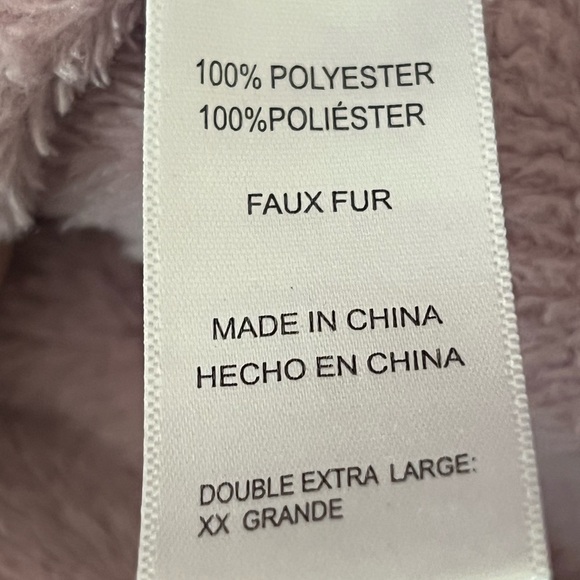 100% POLYESTER
100%POLIÉSTER
FAUX FUR
MADE IN CHINA
HECHO EN CHINA
DOUBLE EXTRA LARGE:
XX GRANDE